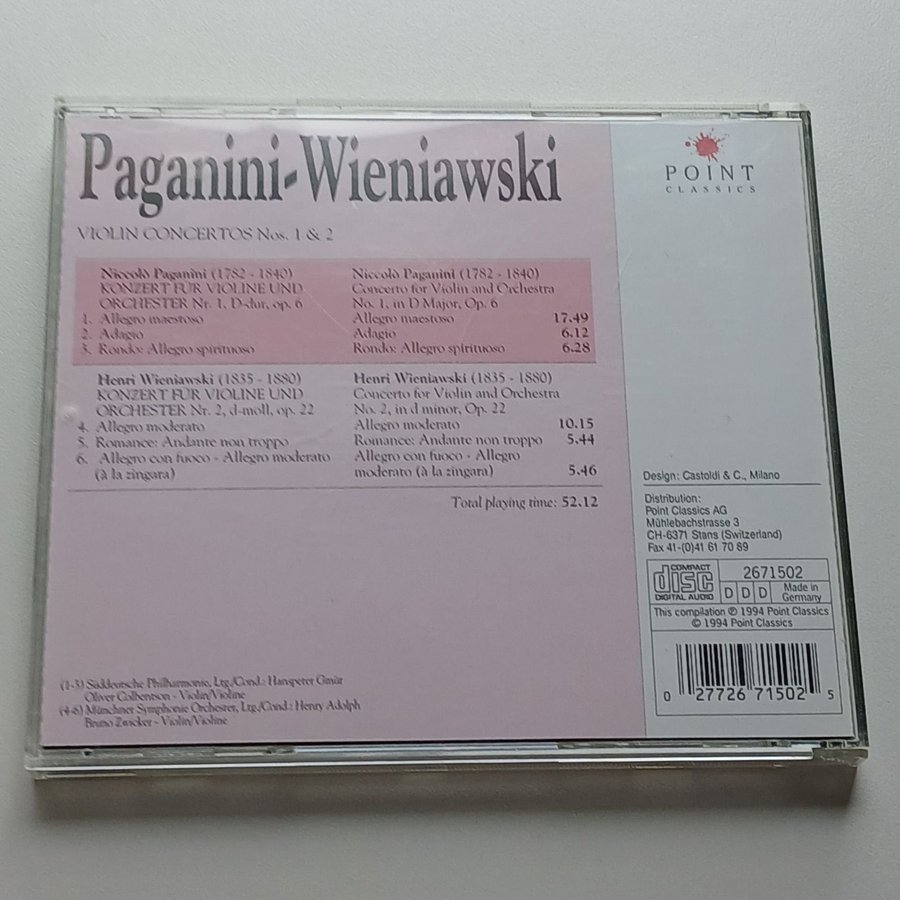 Paganini-Wieniawski
VIOLIN CONCERTOS Nos. 1 & 2
Niccolò Paganini (1782 - 1840)
KONZERT FÜR VIOLINE UND
ORCHESTER Nr. 1, D-dur, op. 6
1. Allegro maestoso
2. Adagio
3. Rondo: Allegro spirituoso
Niccolò Paganini (1782 - 1840)
Concerto for Violin and Orchestra
No. 1, in D Major, Op. 6
Allegro maestoso 17.49
Adagio 6.12
Rondo: Allegro spirituoso 6.28
Henri Wieniawski (1835 - 1880)
KONZERT FÜR VIOLINE UND
ORCHESTER Nr. 2, d-moll, op. 22
4. Allegro moderato
5. Romance: Andante non troppo
6. Allegro con fuoco - Allegro moderato
(à la zingara)
Henri Wieniawski (1835 - 1880)
Concerto for Violin and Orchestra
No. 2, in d minor, Op. 22
Allegro moderato 10.15
Romance: Andante non troppo 5.44
Allegro con fuoco - Allegro
moderato (à la zingara) 5.46
Total playing time: 52.12
(1-3) Süddeutsche Philharmonie, Ltg./Cond.: Hanspeter Gmür
Oliver Colbentson - Violin/Violine
(4-6) Münchner Symphonie Orchester, Ltg./Cond.: Henry Adolph
Bruno Zwicker - Violin/Violine
POINT
CLASSICS
Design: Castoldi & C., Milano
Distribution:
Point Classics AG
Mühlebachstrasse 3
CH-6371 Stans (Switzerland)
Fax 41-(0)41 61 70 89
COMPACT
disc
DIGITAL AUDIO
2671502
D D D
Made in
Germany
This compilation ℗ 1994 Point Classics
© 1994 Point Classics
0 27726 71502 5